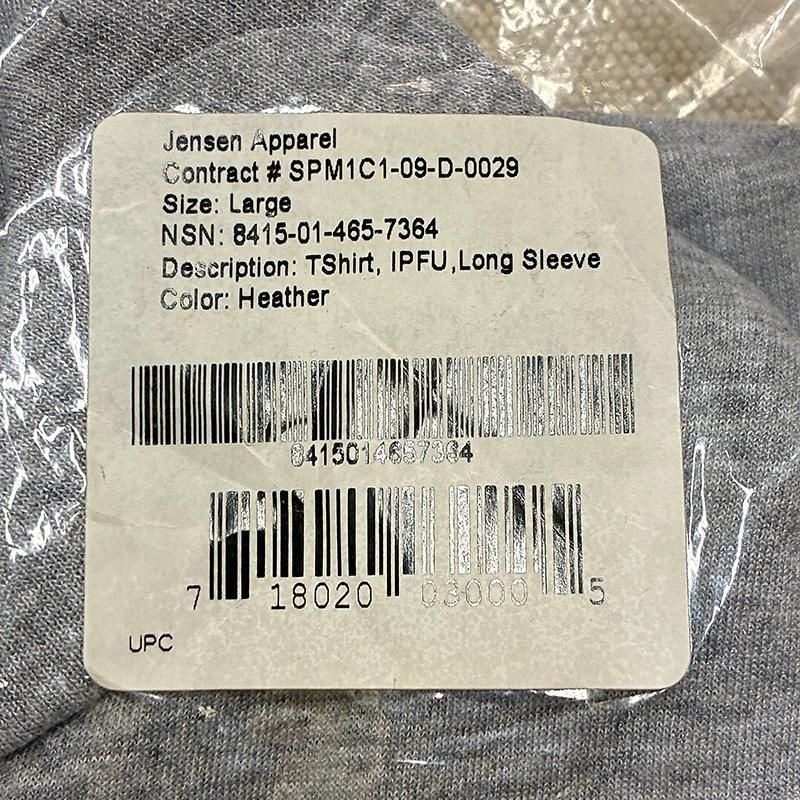 Jensen Apparel
Contract # SPM1C1-09-D-0029
Size: Large
NSN: 8415-01-465-7364
Description: TShirt, IPFU,Long Sleeve
Color: Heather
8415014657364
7 18020 03000 5
UPC